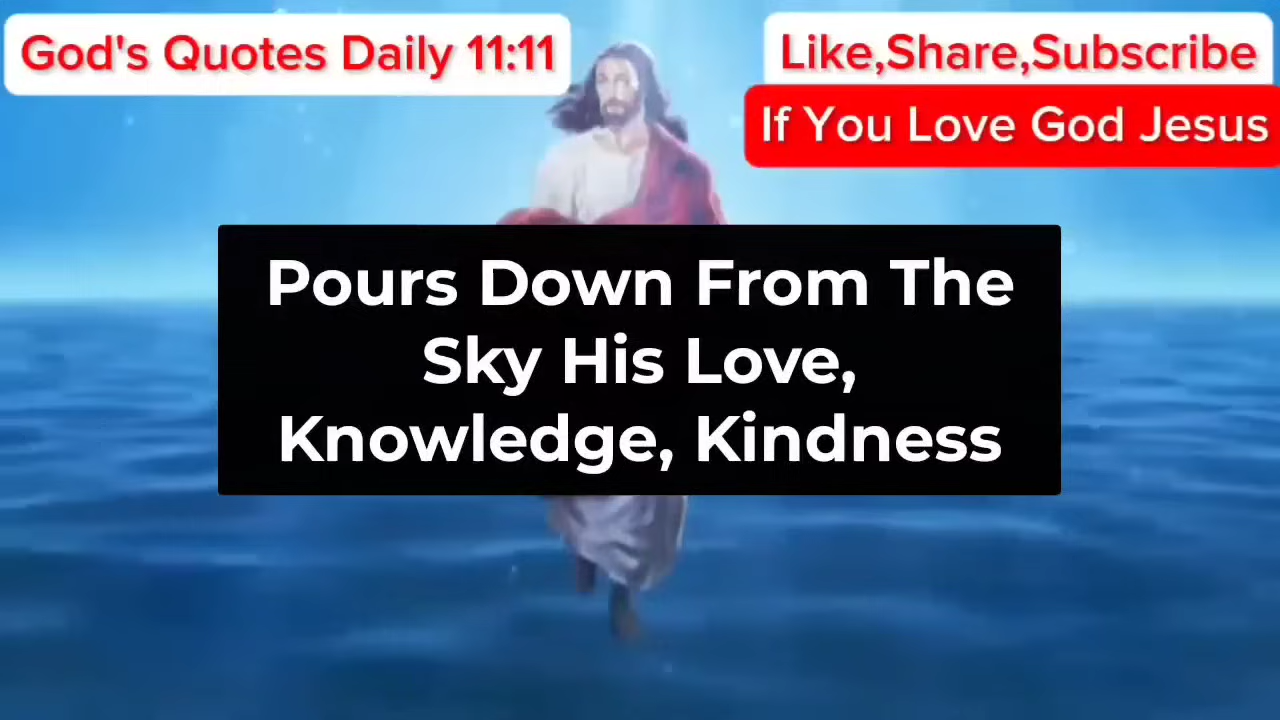 God's Quotes Daily 11:11
Like,Share,Subscribe
If You Love God Jesus
Pours Down From The
Sky His Love,
Knowledge, Kindness